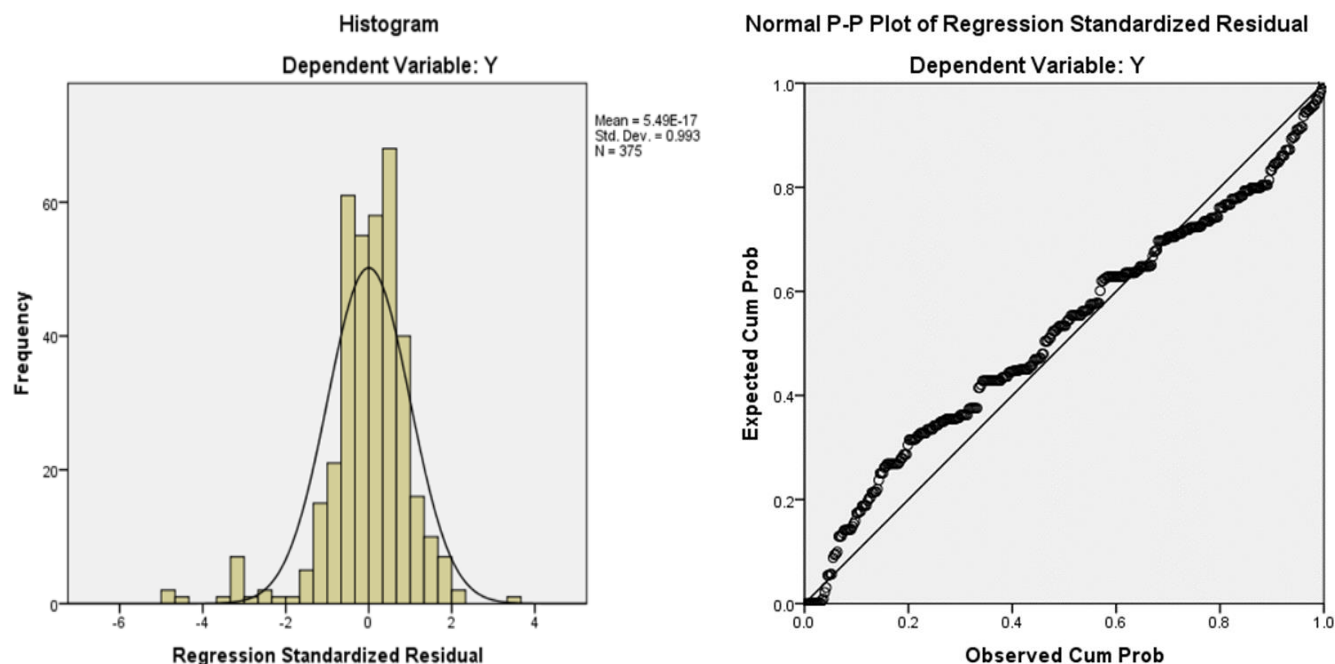 Histogram
Dependent Variable: Y
Mean = 5.49E-17
Std. Dev. = 0.993
N = 375
Frequency
60
40
20
0
-6
-4
-2
0
2
4
Regression Standardized Residual
Normal P-P Plot of Regression Standardized Residual
Dependent Variable: Y
Expected Cum Prob
1.0
0.8
0.6
0.4
0.2
0.0
0.0
0.2
0.4
0.6
0.8
1.0
Observed Cum Prob